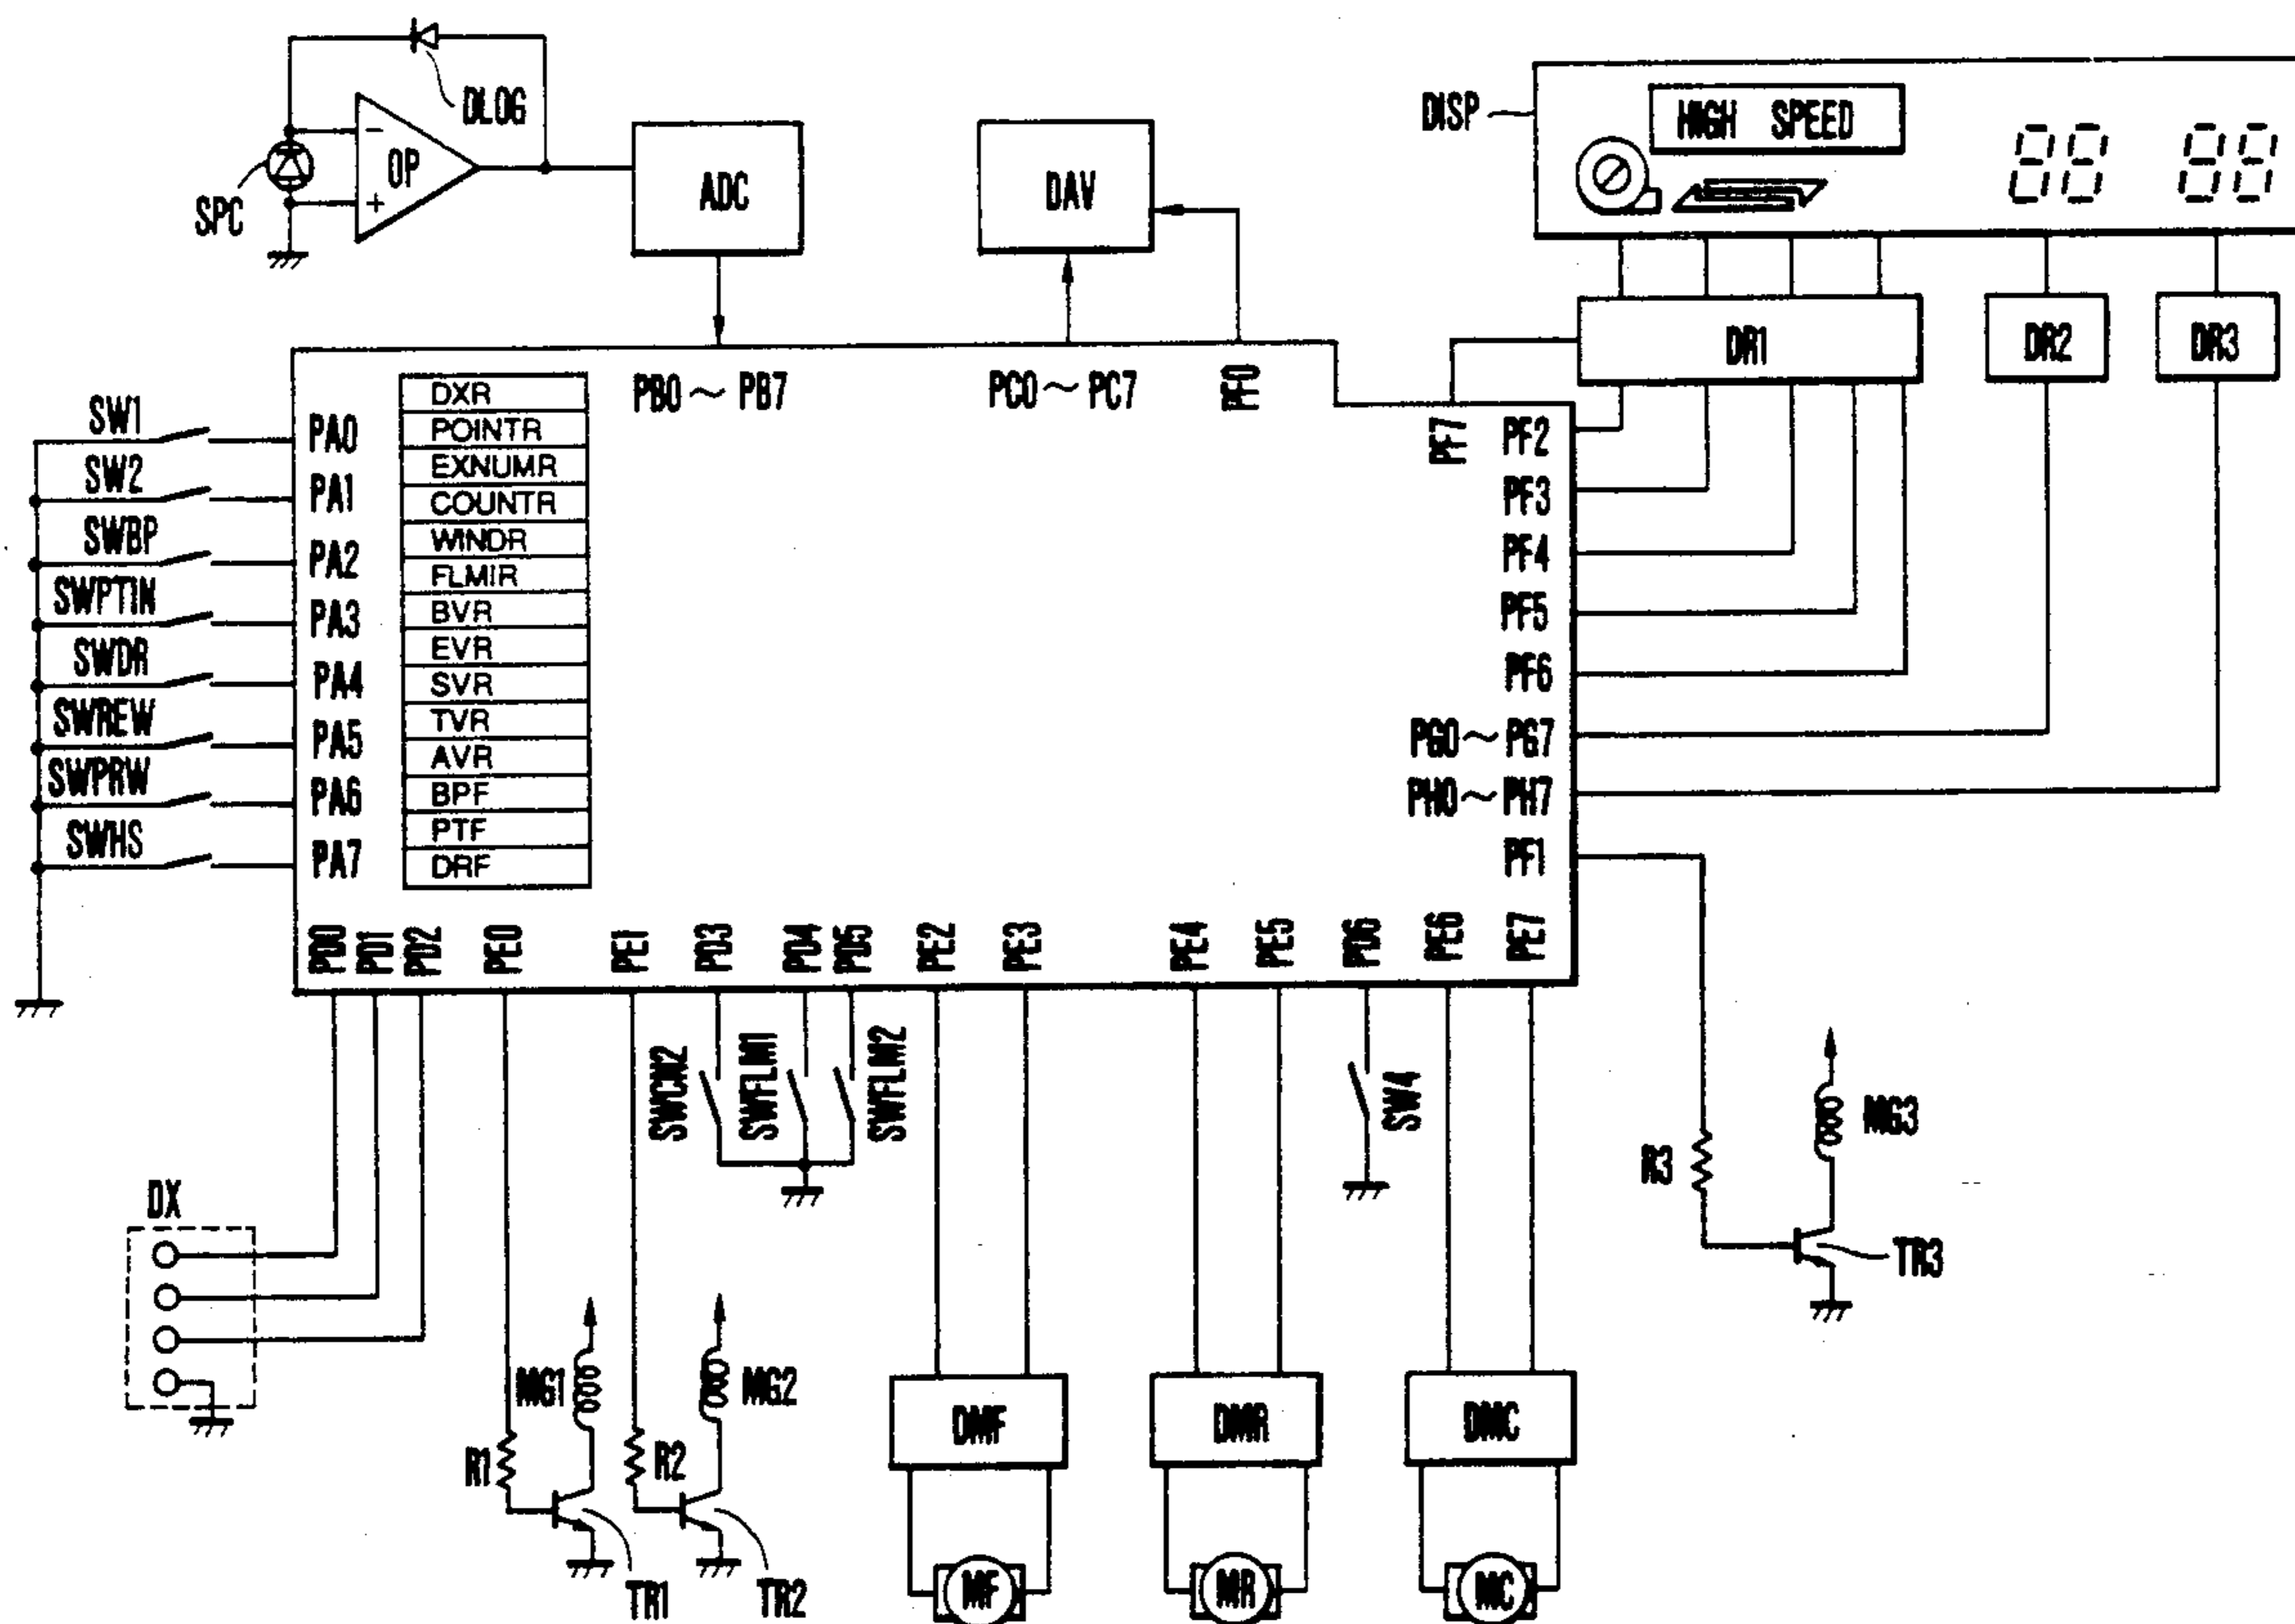 DLOG
OP
SPC
ADC
DAV
DISP
HIGH SPEED
88 88
DR1
DR2
DR3
PB0～PB7
PC0～PC7
PF0
PF7
SW1
SW2
SWBP
SWPTIN
SWDR
SWREW
SWPRW
SWHS
PA0
PA1
PA2
PA3
PA4
PA5
PA6
PA7
DXR
POINTR
EXNUMR
COUNTR
WINDR
FLMIR
BVR
EVR
SVR
TVR
AVR
BPF
PTF
DRF
PF2
PF3
PF4
PF5
PF6
PG0～PG7
PH0～PH7
PF1
PD0
PD1
PD2
PE0
PE1
PD3
PD4
PD5
PE2
PE3
PE4
PE5
PD6
PE6
PE7
SWCN2
SWFLM1
SWFLM2
SW4
R3
MG3
TR3
DX
MG1
MG2
R1
R2
TR1
TR2
DMF
DMR
DMC
MF
MR
MC